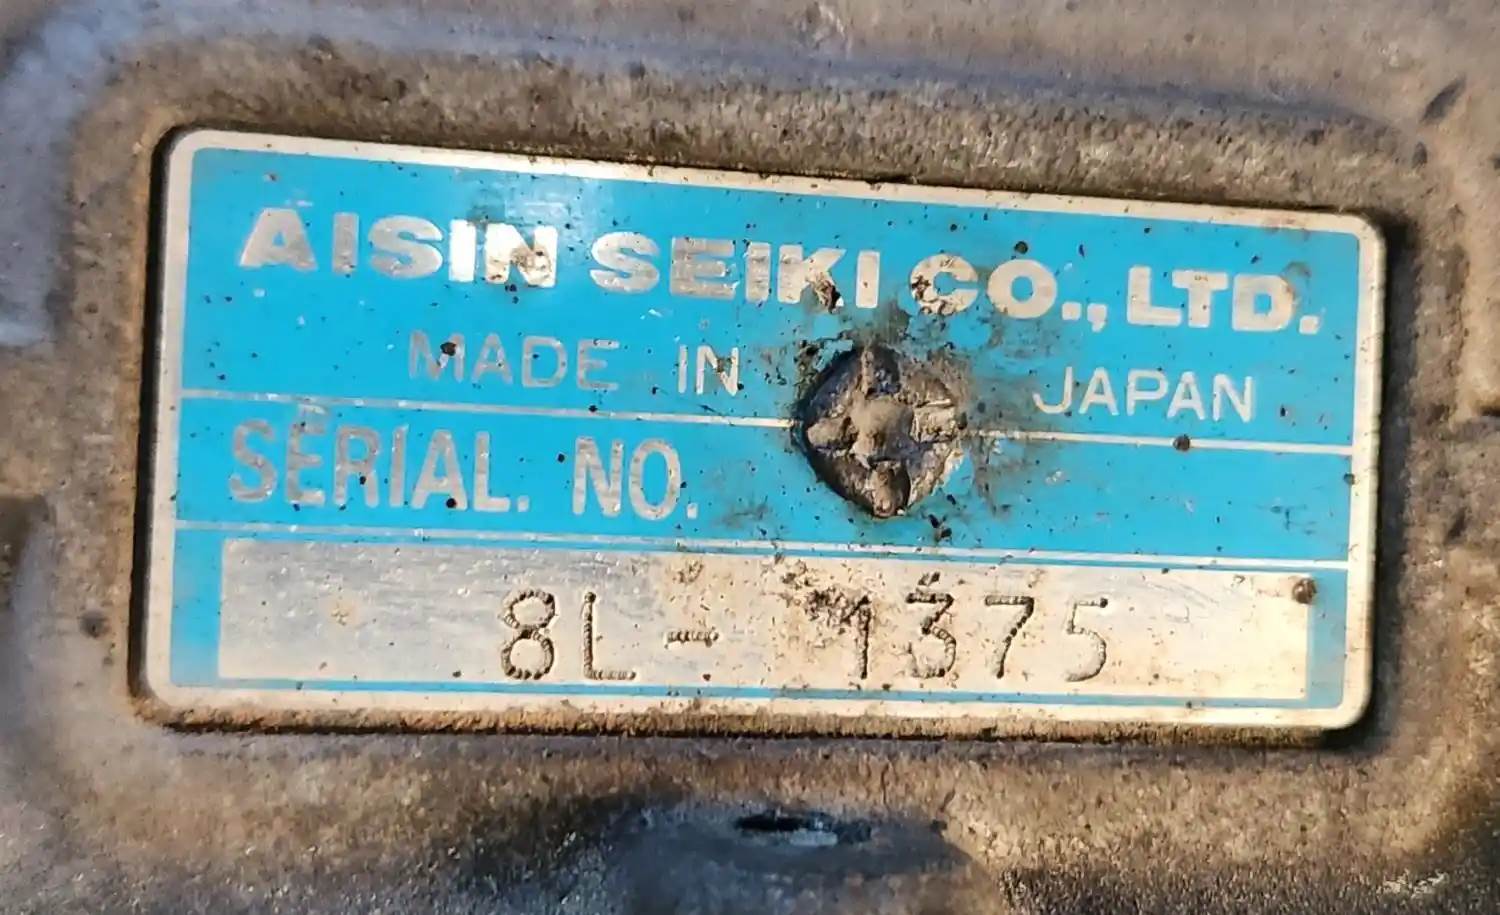 AISIN SEIKI CO., LTD.
MADE IN JAPAN
SERIAL. NO.
8L- 1375